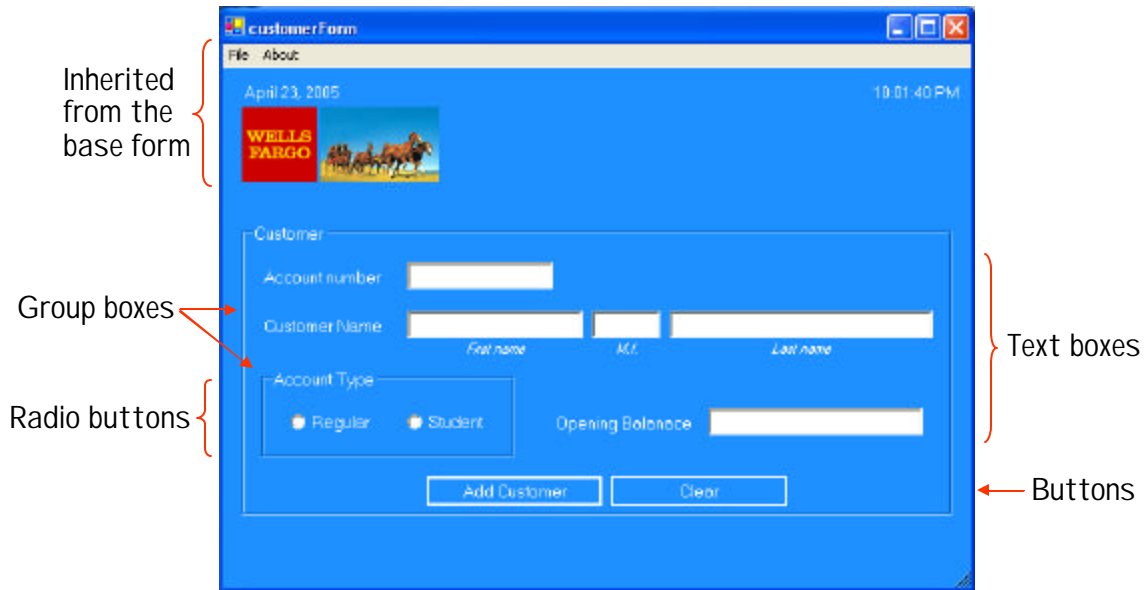 customerForm
File About
Inherited
from the
base form
April 23, 2005
10:01:40 PM
WELLS
FARGO
Customer
Account number
Group boxes
Customer Name
First name M.I. Last name
Text boxes
Account Type
Radio buttons
Regular Student
Opening Balanace
Add Customer Clear
Buttons